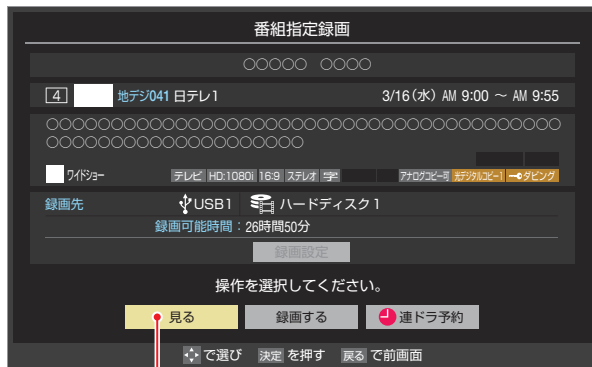 番組指定録画
○○○○○ ○○○○
4 地デジ041 日テレ1 3/16(水) AM 9:00 ～ AM 9:55
○○○○○○○○○○○○○○○○○○○○○○○○○○○○○○○○
○○○○○○○○○○○○○○○○
ワイドショー テレビ HD:1080i 16:9 ステレオ 字 アナログコピー可 光デジタルコピー1 ダビング
録画先 USB1 ハードディスク1
録画可能時間：26時間50分
録画設定
操作を選択してください。
見る 録画する 連ドラ予約
で選び 決定 を押す 戻る で前画面